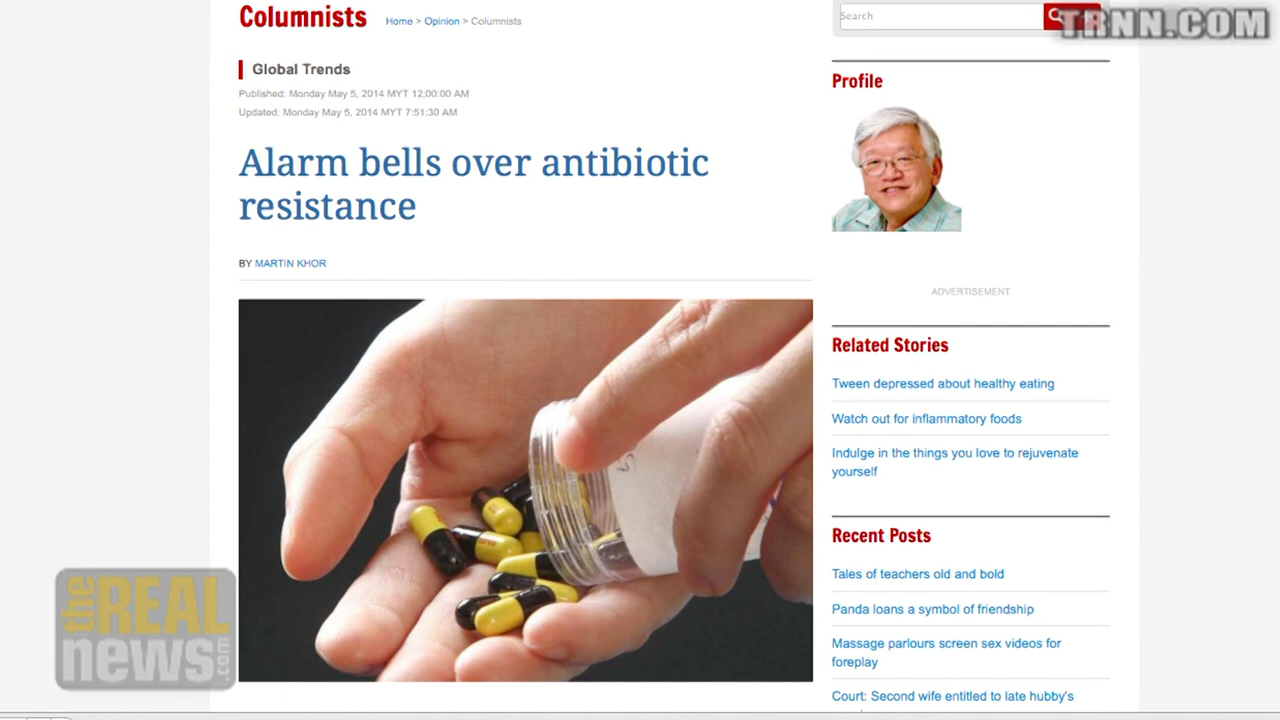 Columnists
Home > Opinion > Columnists
Search
TRNN.COM
Global Trends
Published: Monday May 5, 2014 MYT 12:00:00 AM
Updated: Monday May 5, 2014 MYT 7:51:30 AM
Alarm bells over antibiotic
resistance
BY MARTIN KHOR
Profile
ADVERTISEMENT
Related Stories
Tween depressed about healthy eating
Watch out for inflammatory foods
Indulge in the things you love to rejuvenate
yourself
Recent Posts
Tales of teachers old and bold
Panda loans a symbol of friendship
Massage parlours screen sex videos for
foreplay
Court: Second wife entitled to late hubby's
the REAL
news.com